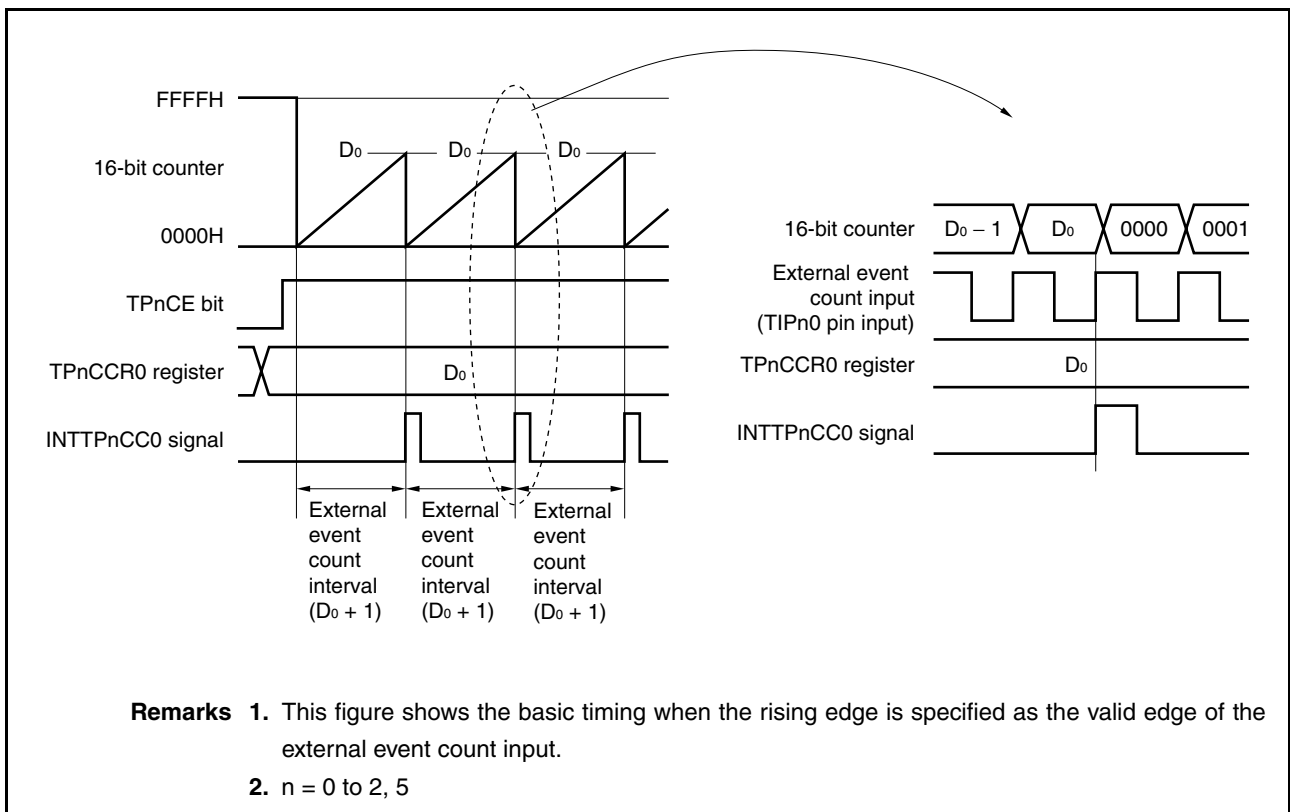 FFFFH
D0 D0 D0
16-bit counter
0000H
TPnCE bit
TPnCCR0 register
D0
INTTPnCC0 signal
External
event
count
interval
(D0 + 1)
External
event
count
interval
(D0 + 1)
External
event
count
interval
(D0 + 1)
16-bit counter
D0 − 1 D0 0000 0001
External event
count input
(TIPn0 pin input)
TPnCCR0 register
D0
INTTPnCC0 signal
Remarks 1. This figure shows the basic timing when the rising edge is specified as the valid edge of the
external event count input.
2. n = 0 to 2, 5